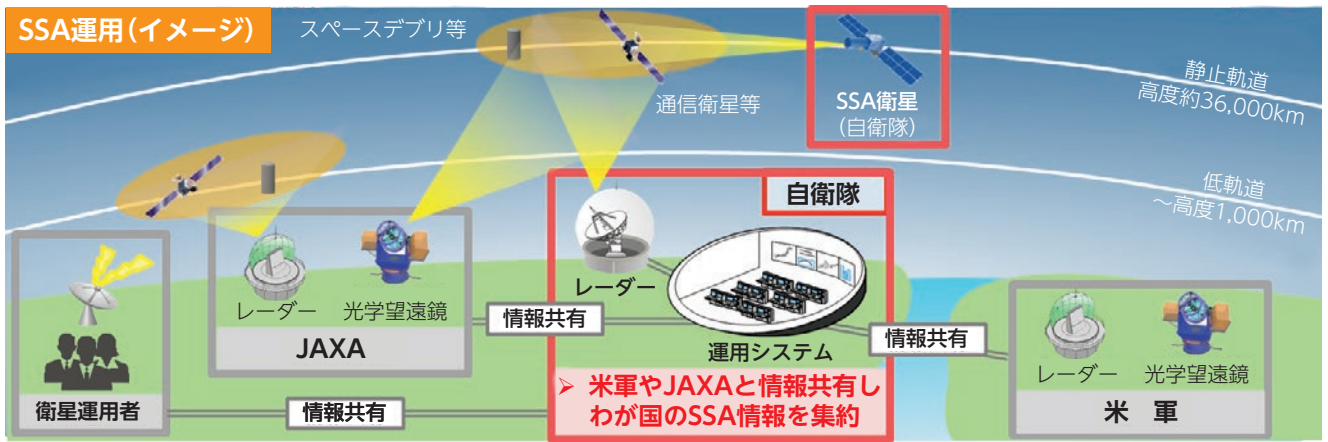 SSA運用(イメージ)
スペースデブリ等
通信衛星等
SSA衛星
(自衛隊)
静止軌道
高度約36,000km
低軌道
～高度1,000km
自衛隊
レーダー
運用システム
レーダー
光学望遠鏡
JAXA
情報共有
情報共有
レーダー
光学望遠鏡
米 軍
衛星運用者
情報共有
➢ 米軍やJAXAと情報共有し
わが国のSSA情報を集約